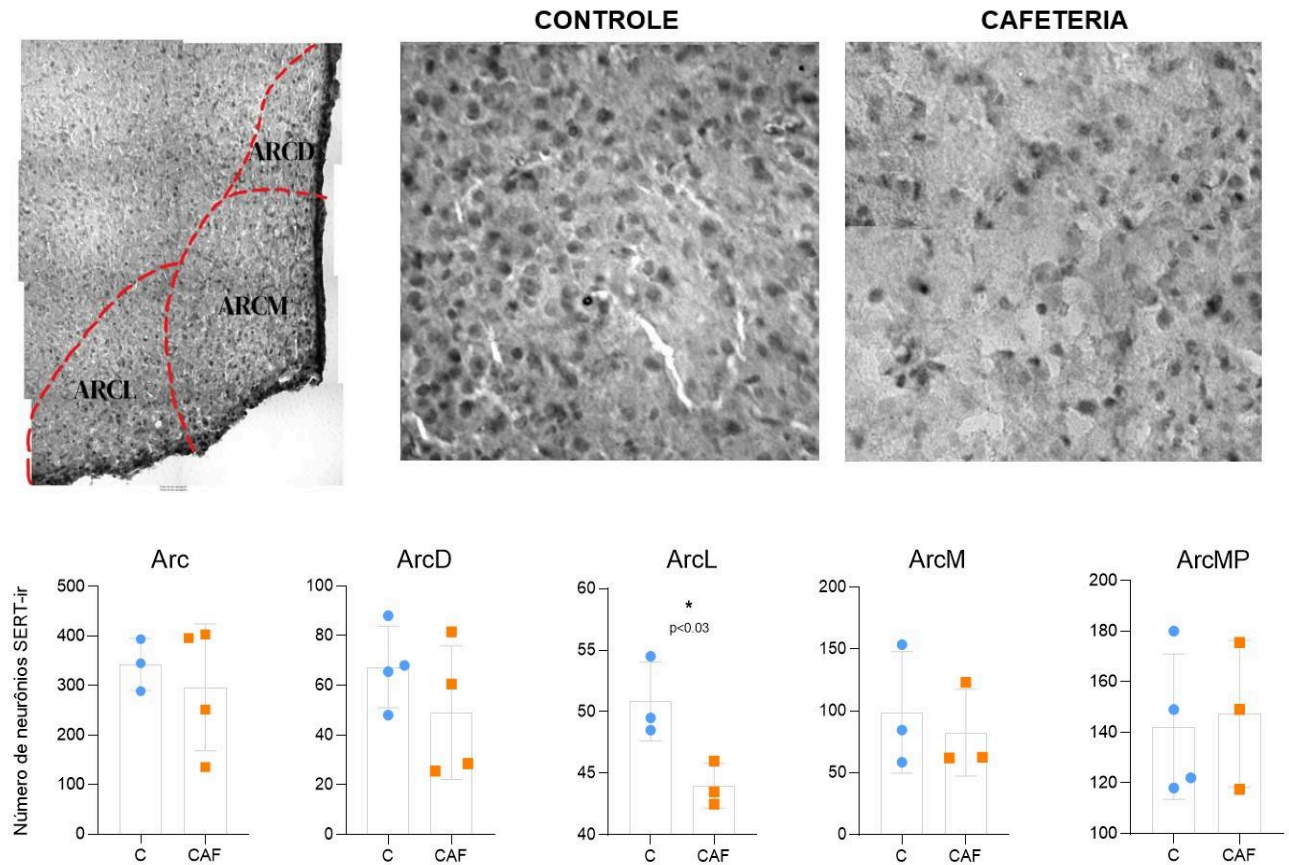 CONTROLE
CAFETERIA
ARCD
ARCM
ARCL
Número de neurônios SERT-ir
Arc
500
400
300
200
100
0
C
CAF
ArcD
100
80
60
40
20
0
C
CAF
ArcL
60
55
50
45
40
*
p<0.03
C
CAF
ArcM
200
150
100
50
0
C
CAF
ArcMP
200
180
160
140
120
100
C
CAF